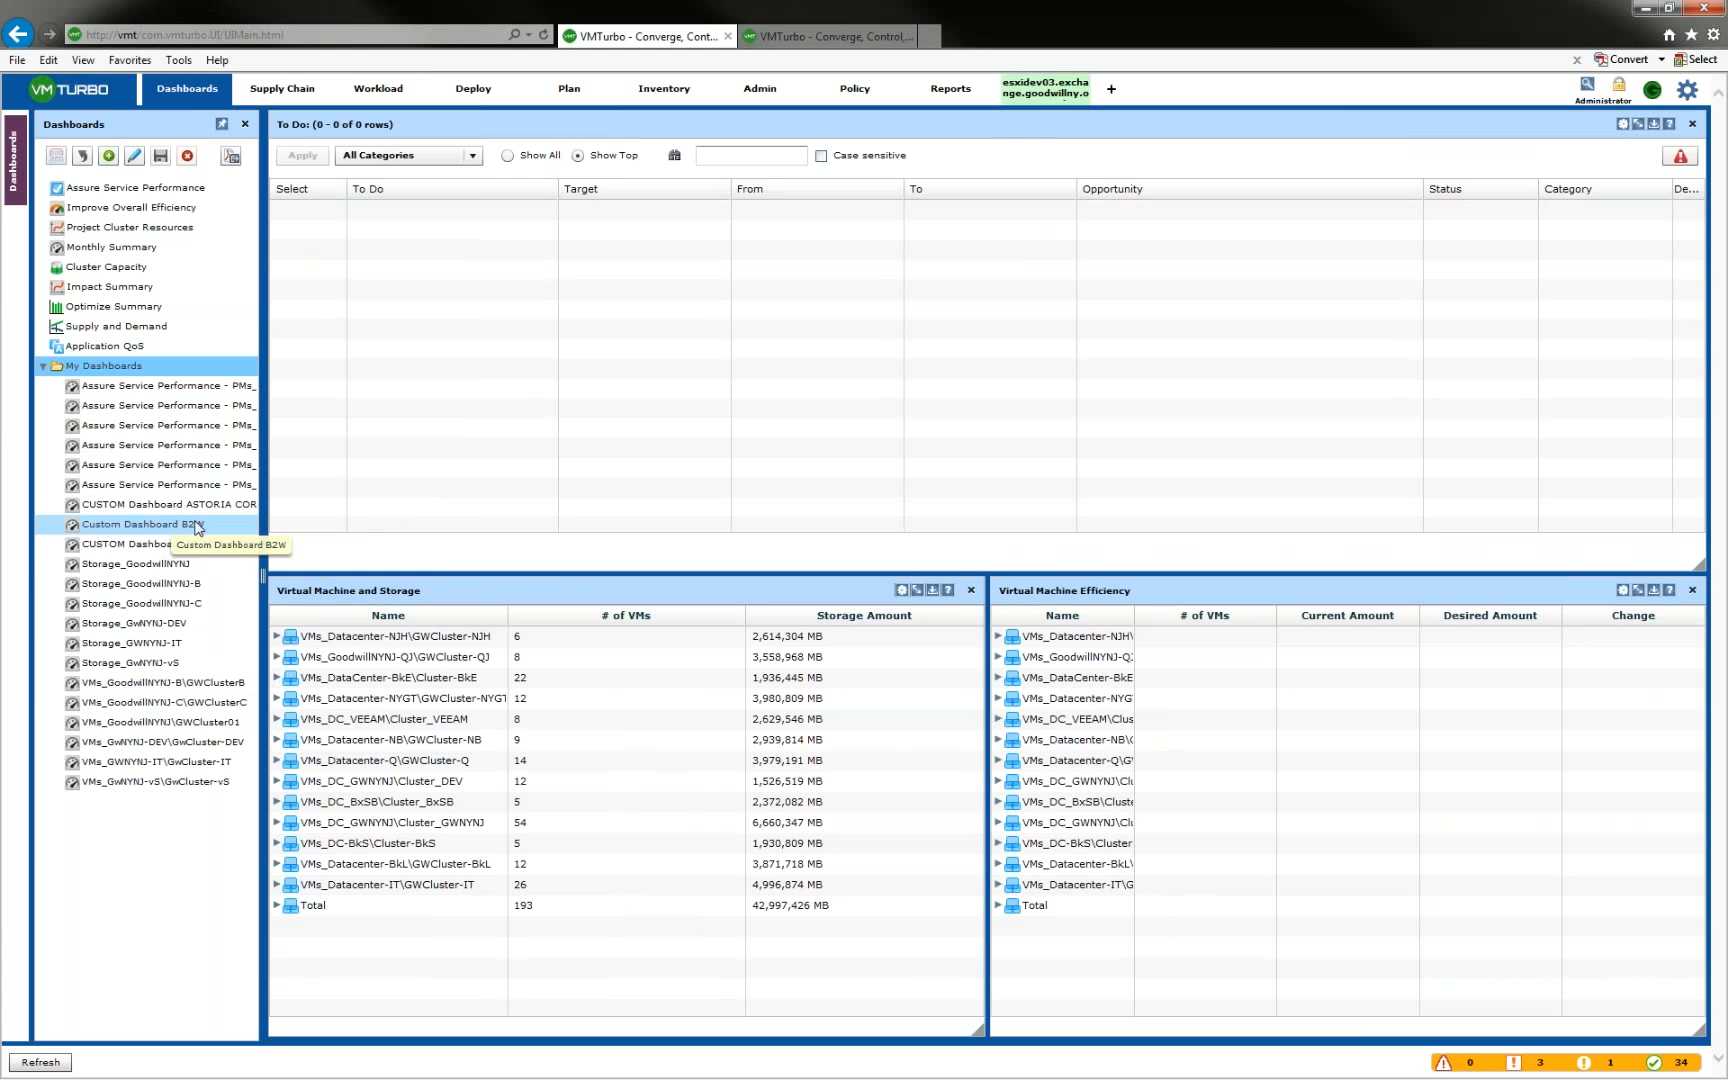 http://vmt/com.vmturbo.UI/UIMain.html
VMTurbo - Converge, Cont...
VMTurbo - Converge, Control,...
File Edit View Favorites Tools Help
Convert Select
VMTURBO
Dashboards Supply Chain Workload Deploy Plan Inventory Admin Policy Reports
esxidev03.excha
nge.goodwillny.o
+
Administrator
Dashboards
Dashboards
To Do: (0 - 0 of 0 rows)
Apply All Categories Show All Show Top Case sensitive
Select To Do Target From To Opportunity Status Category De...
Assure Service Performance
Improve Overall Efficiency
Project Cluster Resources
Monthly Summary
Cluster Capacity
Impact Summary
Optimize Summary
Supply and Demand
Application QoS
My Dashboards
Assure Service Performance - PMs_
Assure Service Performance - PMs_
Assure Service Performance - PMs_
Assure Service Performance - PMs_
Assure Service Performance - PMs_
Assure Service Performance - PMs_
CUSTOM Dashboard ASTORIA COR
Custom Dashboard B2W
CUSTOM Dashboa
Custom Dashboard B2W
Storage_GoodwillNYNJ
Storage_GoodwillNYNJ-B
Storage_GoodwillNYNJ-C
Storage_GwNYNJ-DEV
Storage_GWNYNJ-IT
Storage_GwNYNJ-vS
VMs_GoodwillNYNJ-B\GWClusterB
VMs_GoodwillNYNJ-C\GWClusterC
VMs_GoodwillNYNJ\GWCluster01
VMs_GwNYNJ-DEV\GwCluster-DEV
VMs_GWNYNJ-IT\GwCluster-IT
VMs_GwNYNJ-vS\GwCluster-vS
Virtual Machine and Storage
Name # of VMs Storage Amount
VMs_Datacenter-NJH\GWCluster-NJH 6 2,614,304 MB
VMs_GoodwillNYNJ-QJ\GWCluster-QJ 8 3,558,968 MB
VMs_DataCenter-BkE\Cluster-BkE 22 1,936,445 MB
VMs_Datacenter-NYGT\GWCluster-NYGT 12 3,980,809 MB
VMs_DC_VEEAM\Cluster_VEEAM 8 2,629,546 MB
VMs_Datacenter-NB\GWCluster-NB 9 2,939,814 MB
VMs_Datacenter-Q\GWCluster-Q 14 3,979,191 MB
VMs_DC_GWNYNJ\Cluster_DEV 12 1,526,519 MB
VMs_DC_BxSB\Cluster_BxSB 5 2,372,082 MB
VMs_DC_GWNYNJ\Cluster_GWNYNJ 54 6,660,347 MB
VMs_DC-BkS\Cluster-BkS 5 1,930,809 MB
VMs_Datacenter-BkL\GWCluster-BkL 12 3,871,718 MB
VMs_Datacenter-IT\GWCluster-IT 26 4,996,874 MB
Total 193 42,997,426 MB
Virtual Machine Efficiency
Name # of VMs Current Amount Desired Amount Change
VMs_Datacenter-NJH\
VMs_GoodwillNYNJ-QJ
VMs_DataCenter-BkE
VMs_Datacenter-NYG
VMs_DC_VEEAM\Clus
VMs_Datacenter-NB\
VMs_Datacenter-Q\G
VMs_DC_GWNYNJ\Clu
VMs_DC_BxSB\Cluste
VMs_DC_GWNYNJ\Clu
VMs_DC-BkS\Cluster
VMs_Datacenter-BkL\
VMs_Datacenter-IT\G
Total
Refresh
0 3 1 34